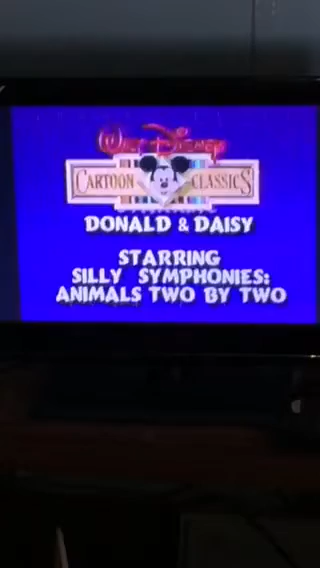 Walt Disney
CARTOON CLASSICS
DONALD & DAISY
STARRING
SILLY SYMPHONIES:
ANIMALS TWO BY TWO